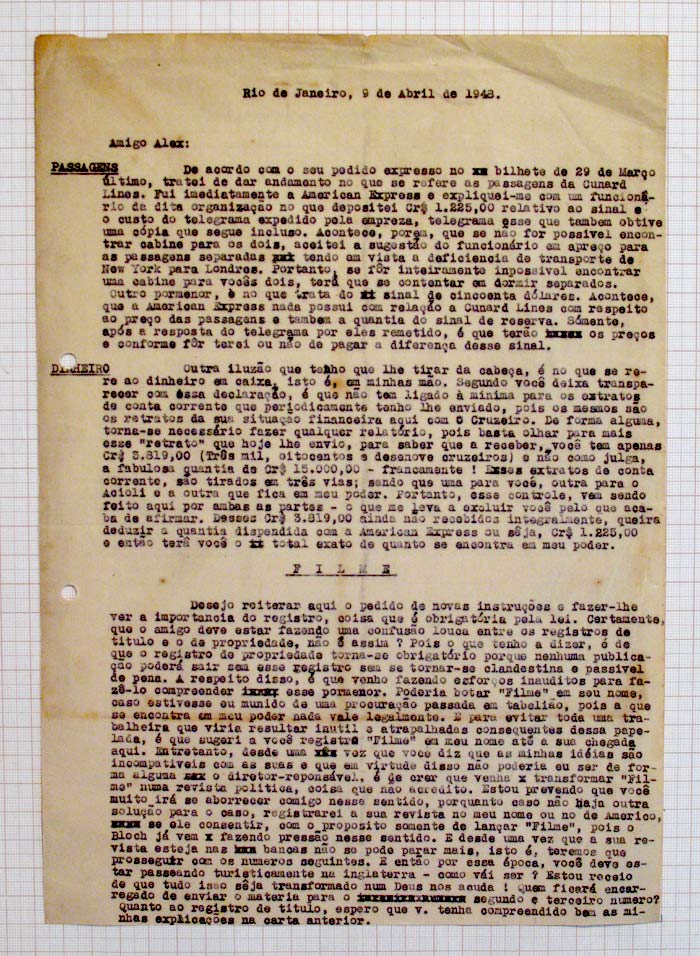 Rio de Janeiro, 9 de Abril de 1948.
Amigo Alex:
PASSAGENS De acordo com o seu pedido expresso no bilhete de 29 de Março
último, tratei de dar andamento no que se refere as passagens da Cunard
Lines. Fui imediatamente a American Express e expliquei-me com um funcioná-
rio da dita organização no que depositei Cr$ 1.225,00 relativo ao sinal e
o custo do telegrama expedido pela empreza, telegrama esse que tambem obtive
uma cópia que segue incluso. Acontece, porem, que se não for possivel encon-
trar cabine para os dois, aceitei a sugestão do funcionário em apreço para
as passagens separadas tendo em vista a deficiencia de transporte de
New York para Londres. Portanto, se fôr inteiramente inpossivel encontrar
uma cabine para vocês dois, terá que se contentar em dormir separados.
Outro pormenor, é no que trata do sinal de cincoenta dólares. Acontece,
que a American Express nada possui com relação a Cunard Lines com respeito
ao preço das passagens e tambem a quantia do sinal de reserva. Sómente,
após a resposta do telegrama por eles remetido, é que terão os preços
e conforme fôr terei ou não de pagar a diferença desse sinal.
DINHEIRO Outra iluzão que tenho que lhe tirar da cabeça, é no que se re-
re ao dinheiro em caixa, isto é, em minhas mão. Segundo você deixa transpa-
recer com essa declaração, é que não tem ligado à minima para os extratos
de conta corrente que periodicamente tenho lhe enviado, pois os mesmos são
os retratos da sua situação financeira aqui com O Cruzeiro. De forma alguma,
torna-se necessário fazer qualquer relatório, pois basta olhar para mais
esse "retrato" que hoje lhe envio, para saber que a receber, você tem apenas
Cr$ 3.819,00 (Três mil, oitocentos e desenove cruzeiros) e não como julga,
a fabulosa quantia de Cr$ 15.000,00 - francamente ! Esses extratos de conta
corrente, são tirados em três vias; sendo que uma para você, outra para o
Acioli e a outra que fica em meu poder. Portanto, esse controle, vem sendo
feito aqui por ambas as partes - o que me leva a excluir você pelo que aca-
ba de afirmar. Desses Cr$ 3.819,00 ainda não recebidos integralmente, queira
deduzir a quantia dispendida com a American Express ou sêja, Cr$ 1.225,00
e então terá você o total exato de quanto se encontra em meu poder.
F I L M E
Desejo reiterar aqui o pedido de novas instruções e fazer-lhe
ver a importancia do registro, coisa que é obrigatória pela lei. Certamente,
que o amigo deve estar fazendo uma confusão louca entre os registros de
titulo e o de propriedade, não é assim ? Pois o que tenho a dizer, é de
que o registro de propriedade torna-se obrigatório porque nenhuma publica-
ção poderá sair sem esse registro sem se tornar-se clandestina e passivel
de pena. A respeito disso, é que venho fazendo esforços inauditos para fa-
zê-lo compreender esse pormenor. Poderia botar "Filme" em seu nome,
caso estivesse eu munido de uma procuração passada em tabelião, pois a que
se encontra em meu poder nada vale legalmente. E para evitar toda uma tra-
balheira que viria resultar inutil e atrapalhadas consequentes dessa pape-
lada, é que sugeri a você registro "Filme" em meu nome até a sua chegada
aqui. Entretanto, desde uma vez que você diz que as minhas idéias são
incompativeis com as suas e que em virtude disso não poderia eu ser de for-
ma alguma o diretor-reponsável, é de crer que venha x transformar "Fil-
me" numa revista politica, coisa que não acredito. Estou prevendo que você
muito irá se aborrecer comigo nesse sentido, porquanto caso não haja outra
solução para o caso, registrarei a sua revista no meu nome ou no de Americo,
se ele consentir, com o proposito somente de lançar "Filme", pois o
Bloch já vem x fazendo pressão nesse sentido. E desde uma vez que a sua re-
vista esteja nas bancas não se pode parar mais, isto é, teremos que
prosseguir com os numeros seguintes. E então por essa época, você deve es-
tar passeando turisticamente na inglaterra - como vái ser ? Estou receio
de que tudo isso sêja transformado num Deus nos acuda ! Quem ficará encar-
regado de enviar o materia para o segundo e terceiro numero?
Quanto ao registro de titulo, espero que v. tenha compreendido bem as mi-
nhas explicações na carta anterior.